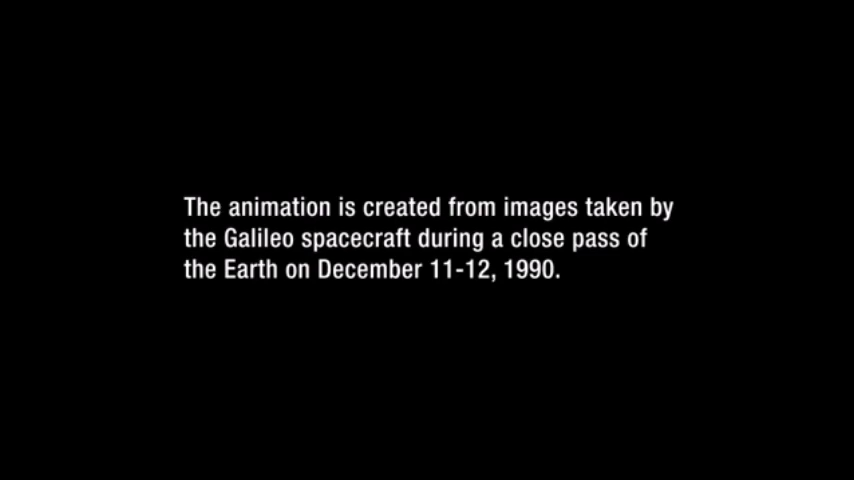 The animation is created from images taken by
the Galileo spacecraft during a close pass of
the Earth on December 11-12, 1990.